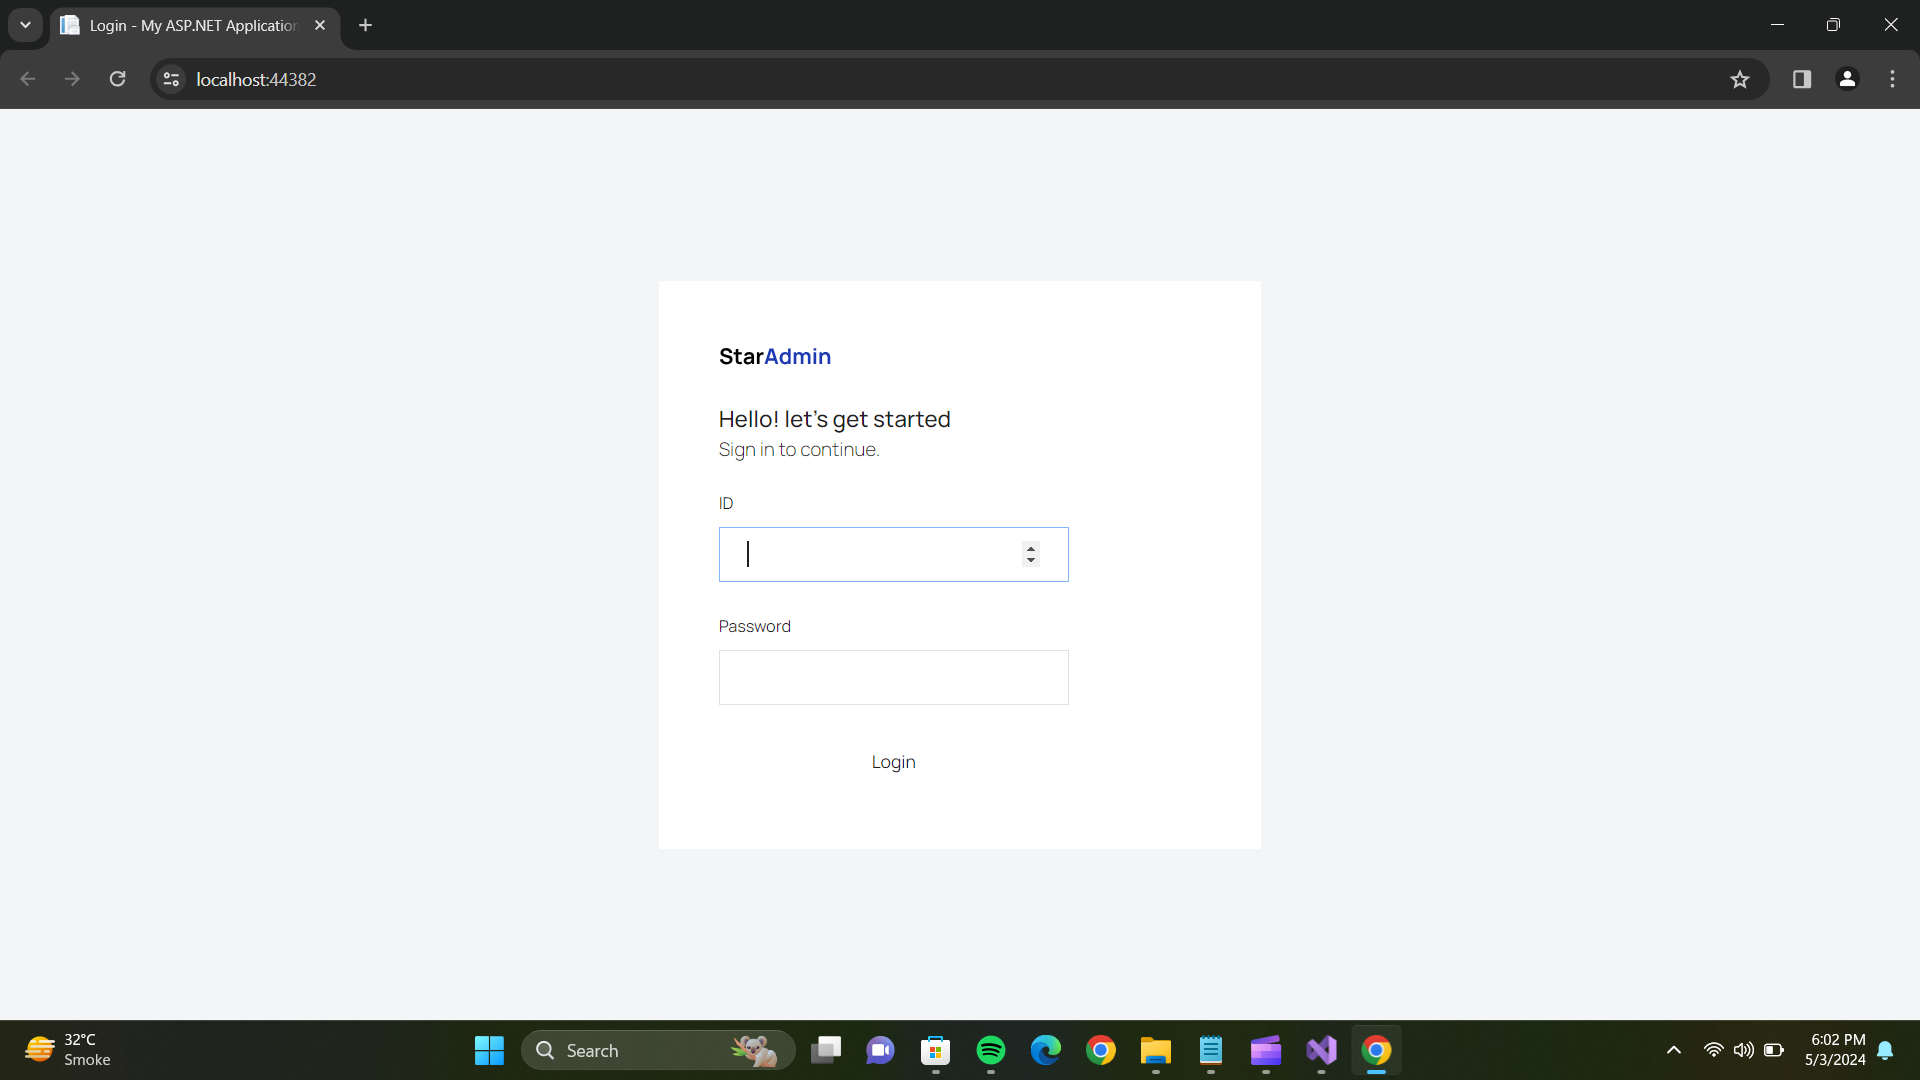 Login - My ASP.NET Application
localhost:44382
StarAdmin
Hello! let's get started
Sign in to continue.
ID
Password
Login
32°C
Smoke
Search
6:02 PM
5/3/2024